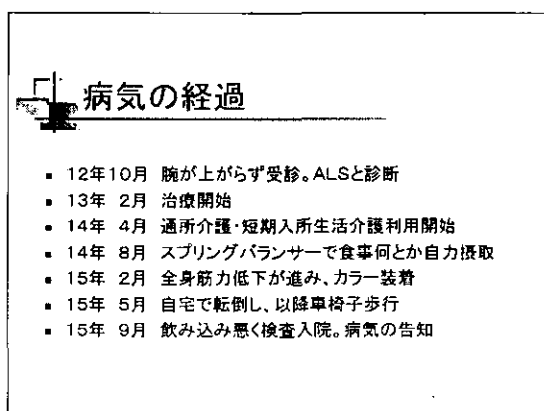 病気の経過
▪ 12年10月 腕が上がらず受診。ALSと診断
▪ 13年 2月 治療開始
▪ 14年 4月 通所介護・短期入所生活介護利用開始
▪ 14年 8月 スプリングバランサーで食事何とか自力摂取
▪ 15年 2月 全身筋力低下が進み、カラー装着
▪ 15年 5月 自宅で転倒し、以降車椅子歩行
▪ 15年 9月 飲み込み悪く検査入院。病気の告知